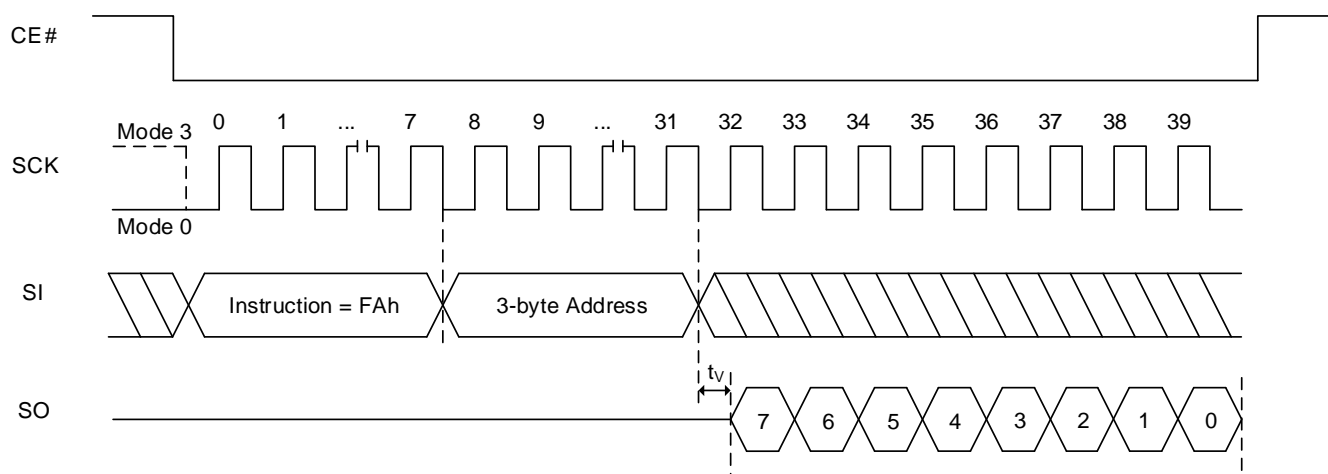 CE#
0 1 ... 7 8 9 ... 31 32 33 34 35 36 37 38 39
Mode 3
SCK
Mode 0
SI
Instruction = FAh
3-byte Address
tV
SO
7 6 5 4 3 2 1 0